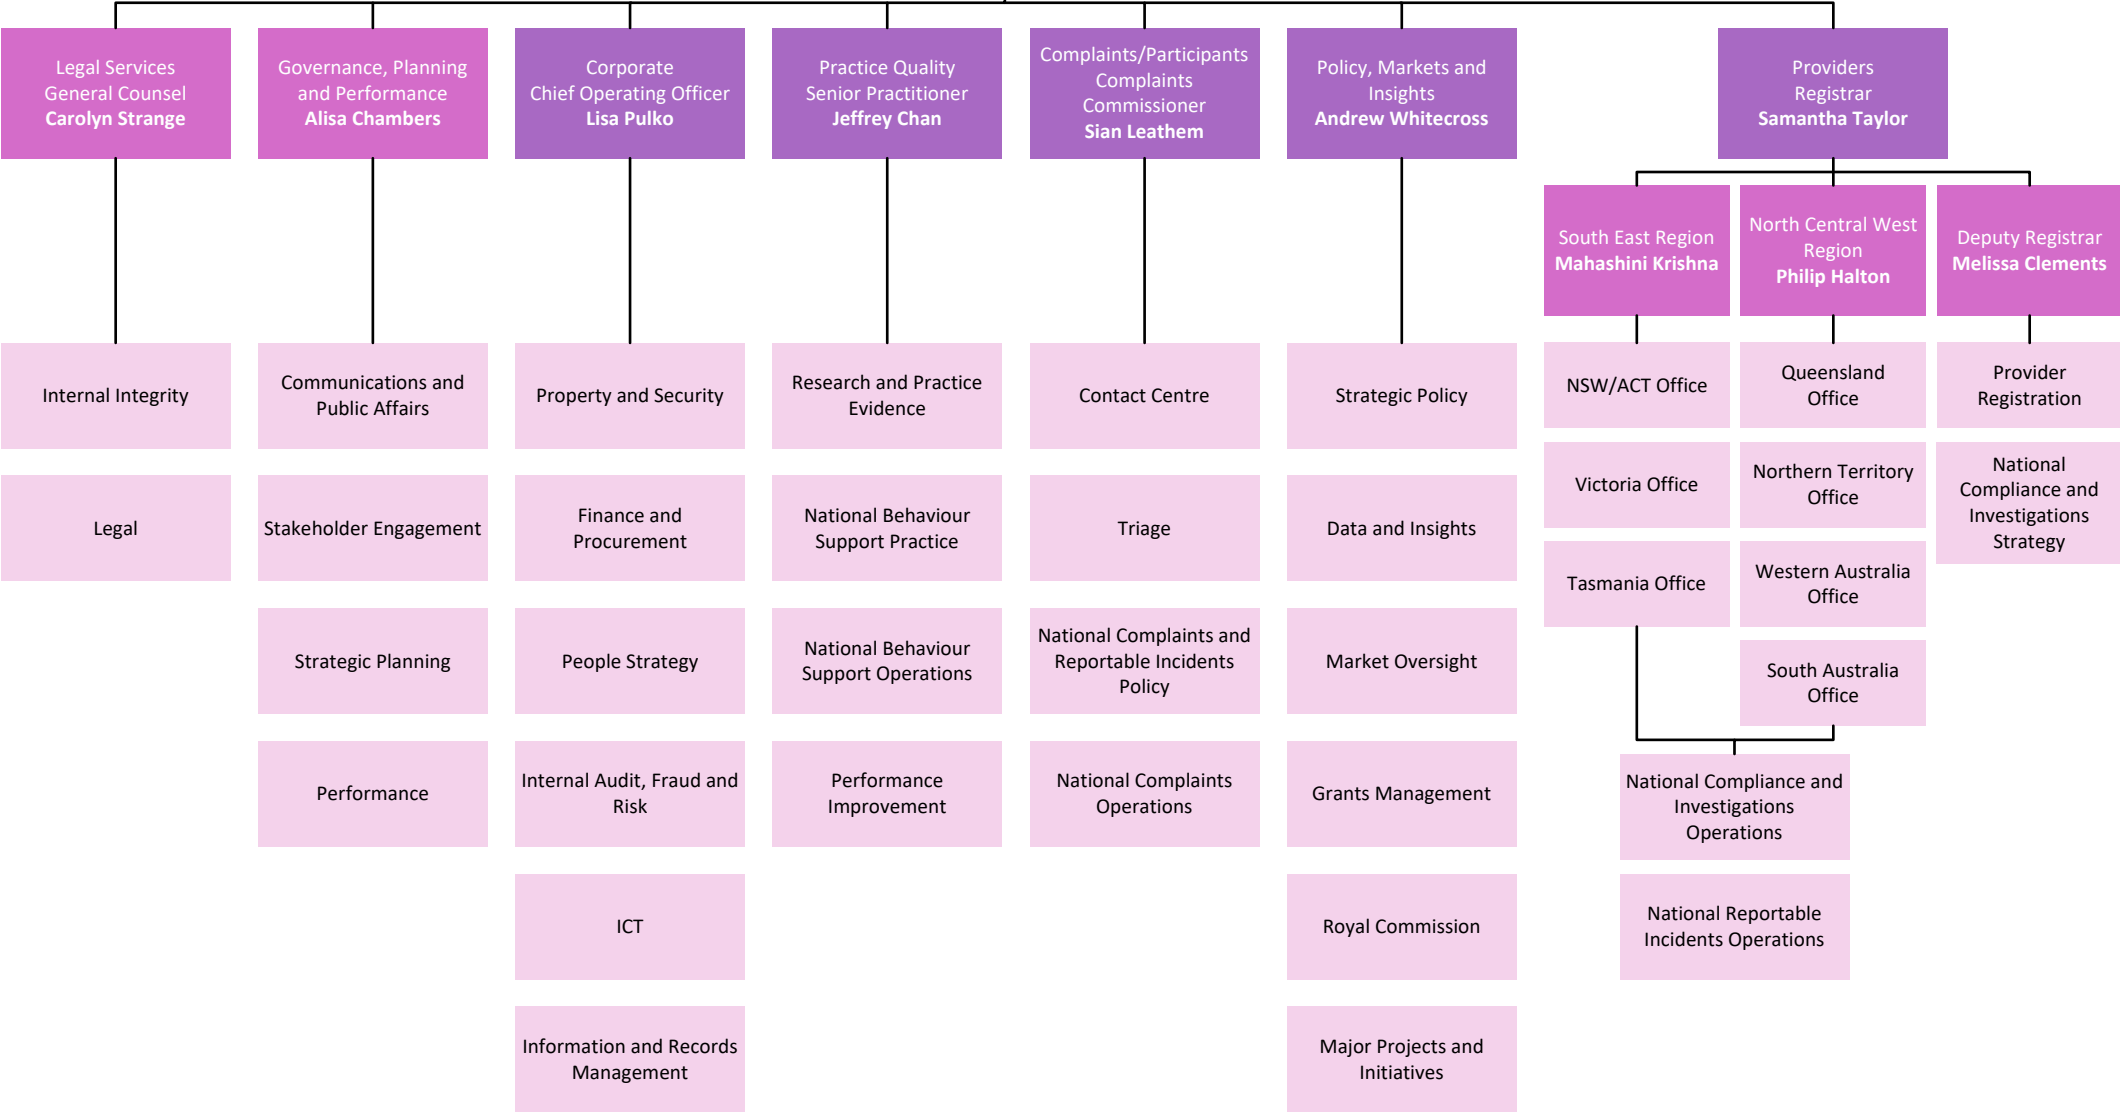 Legal Services
General Counsel
Carolyn Strange
Governance, Planning
and Performance
Alisa Chambers
Corporate
Chief Operating Officer
Lisa Pulko
Practice Quality
Senior Practitioner
Jeffrey Chan
Complaints/Participants
Complaints
Commissioner
Sian Leathem
Policy, Markets and
Insights
Andrew Whitecross
Providers
Registrar
Samantha Taylor
South East Region
Mahashini Krishna
North Central West
Region
Philip Halton
Deputy Registrar
Melissa Clements
Internal Integrity
Legal
Communications and
Public Affairs
Stakeholder Engagement
Strategic Planning
Performance
Property and Security
Finance and
Procurement
People Strategy
Internal Audit, Fraud and
Risk
ICT
Information and Records
Management
Research and Practice
Evidence
National Behaviour
Support Practice
National Behaviour
Support Operations
Performance
Improvement
Contact Centre
Triage
National Complaints and
Reportable Incidents
Policy
National Complaints
Operations
Strategic Policy
Data and Insights
Market Oversight
Grants Management
Royal Commission
Major Projects and
Initiatives
NSW/ACT Office
Victoria Office
Tasmania Office
Queensland
Office
Northern Territory
Office
Western Australia
Office
South Australia
Office
Provider
Registration
National
Compliance and
Investigations
Strategy
National Compliance and
Investigations
Operations
National Reportable
Incidents Operations